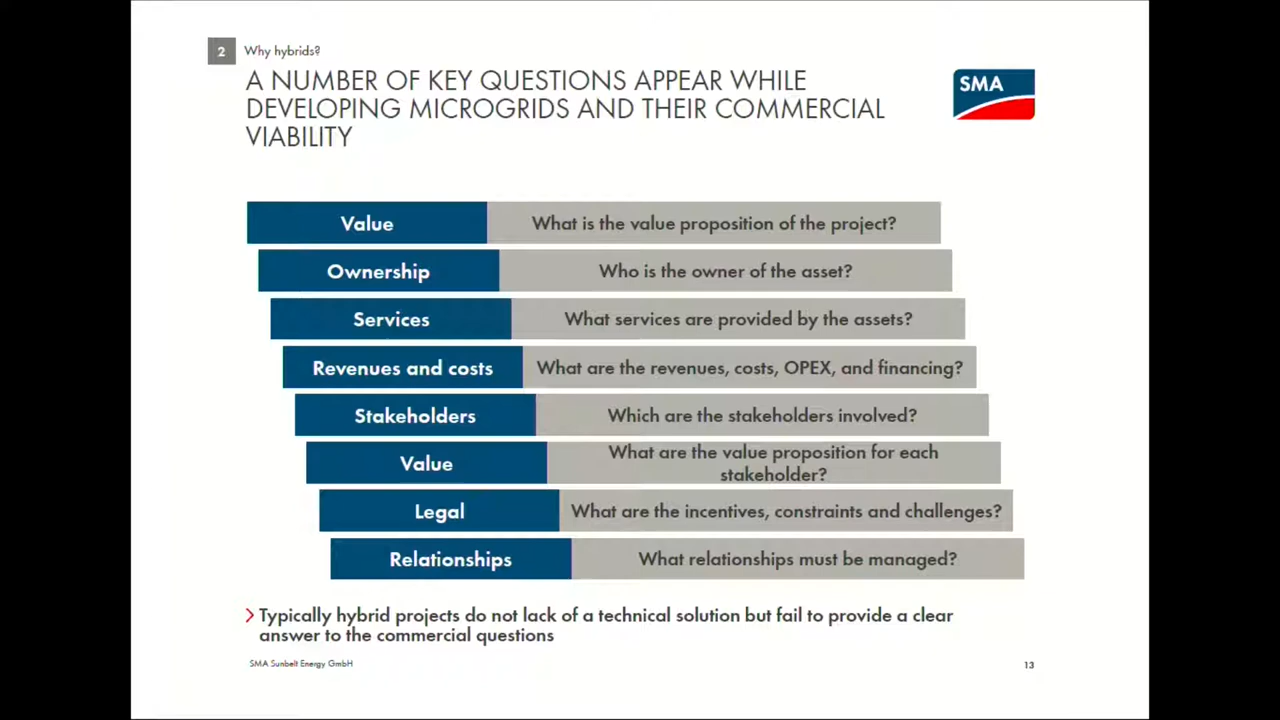 2 Why hybrids?
A NUMBER OF KEY QUESTIONS APPEAR WHILE
DEVELOPING MICROGRIDS AND THEIR COMMERCIAL
VIABILITY
SMA
Value What is the value proposition of the project?
Ownership Who is the owner of the asset?
Services What services are provided by the assets?
Revenues and costs What are the revenues, costs, OPEX, and financing?
Stakeholders Which are the stakeholders involved?
Value What are the value proposition for each
stakeholder?
Legal What are the incentives, constraints and challenges?
Relationships What relationships must be managed?
Typically hybrid projects do not lack of a technical solution but fail to provide a clear
answer to the commercial questions
SMA Sunbelt Energy GmbH 13